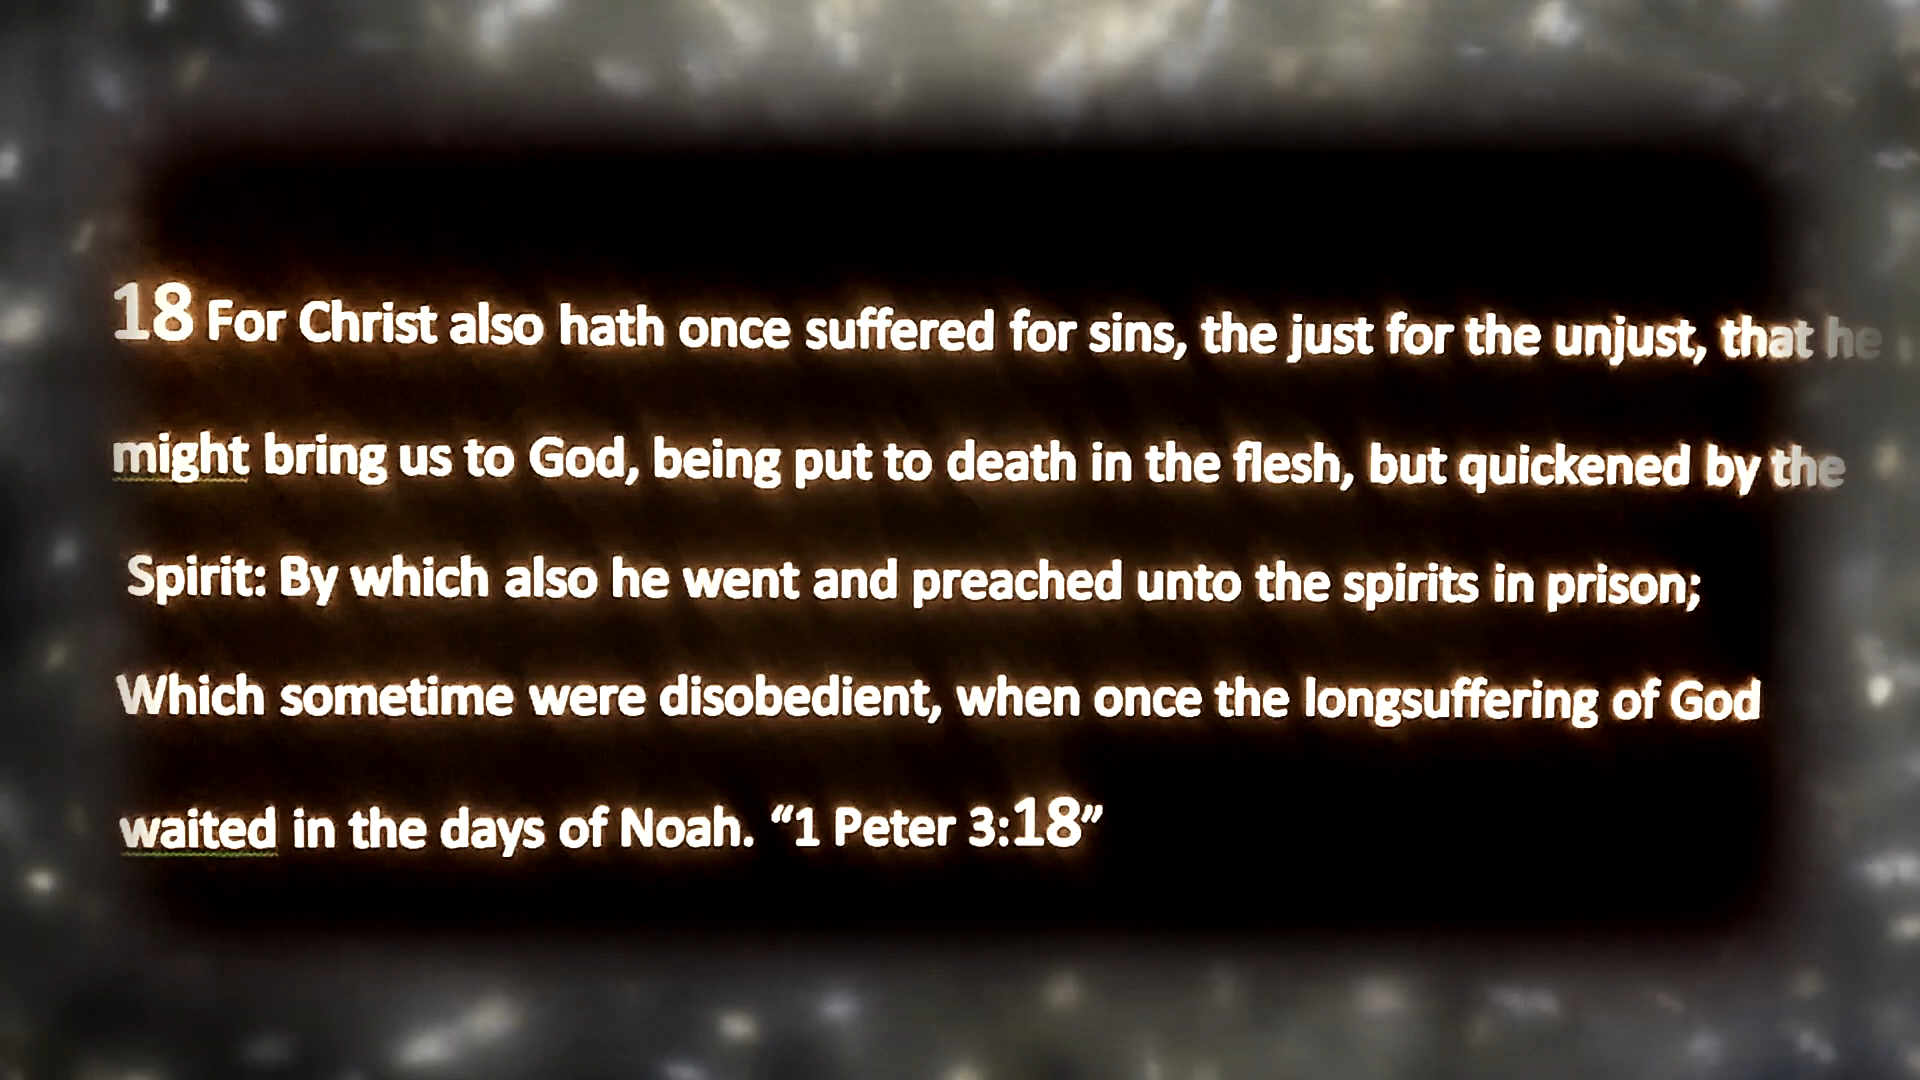 18 For Christ also hath once suffered for sins, the just for the unjust, that he
might bring us to God, being put to death in the flesh, but quickened by the
Spirit: By which also he went and preached unto the spirits in prison;
Which sometime were disobedient, when once the longsuffering of God
waited in the days of Noah. “1 Peter 3:18”